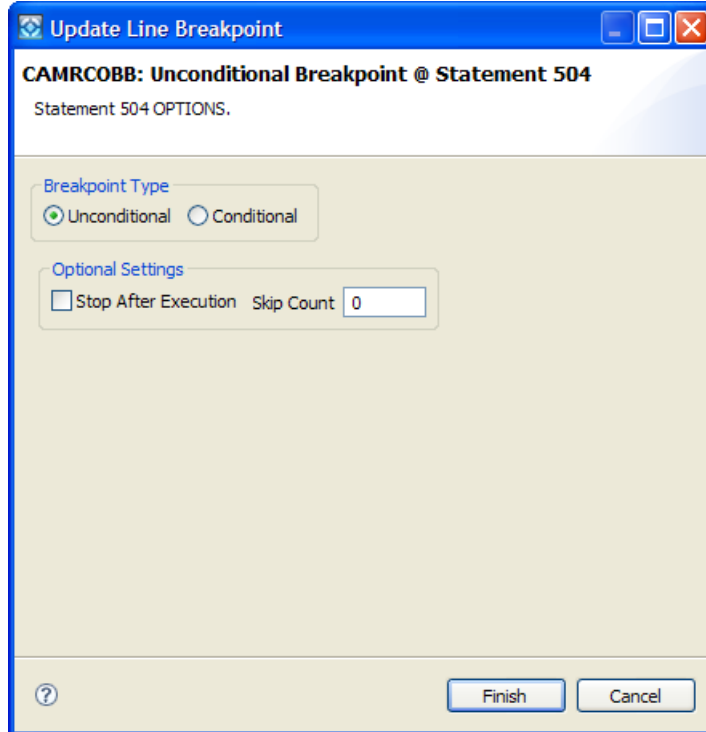 Update Line Breakpoint
CAMRCOBB: Unconditional Breakpoint @ Statement 504
Statement 504 OPTIONS.
Breakpoint Type
Unconditional Conditional
Optional Settings
Stop After Execution Skip Count 0
? Finish Cancel